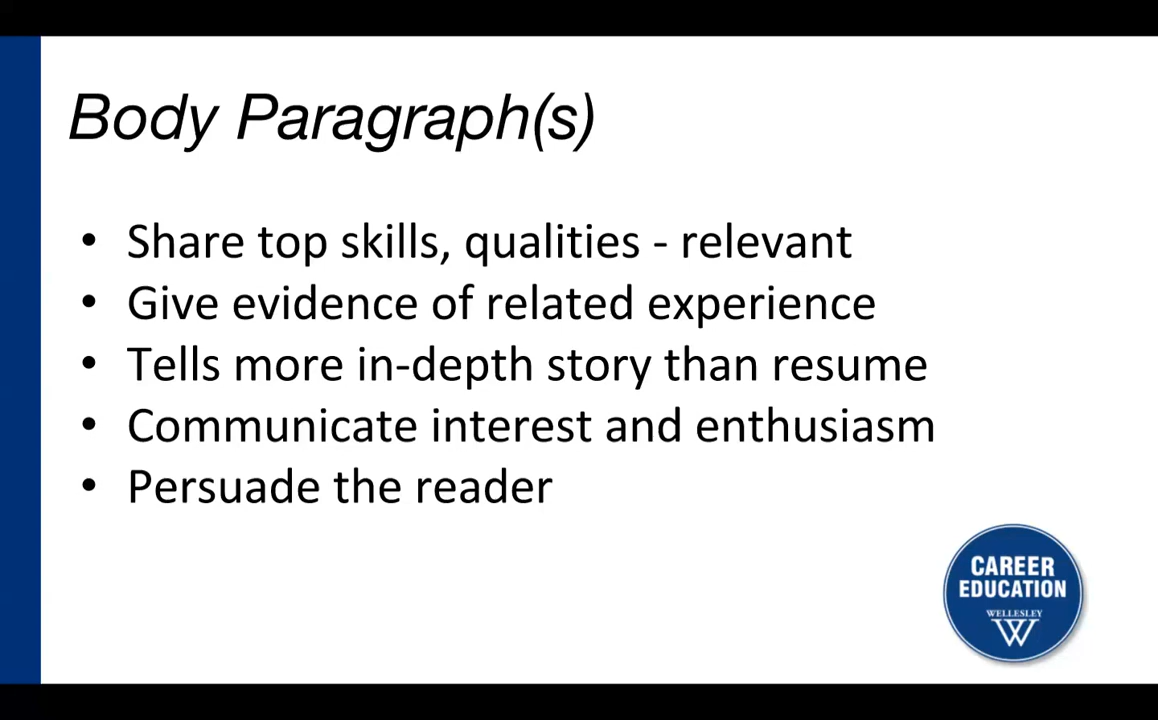 Body Paragraph(s)
• Share top skills, qualities - relevant
• Give evidence of related experience
• Tells more in-depth story than resume
• Communicate interest and enthusiasm
• Persuade the reader
CAREER
EDUCATION
WELLESLEY
W